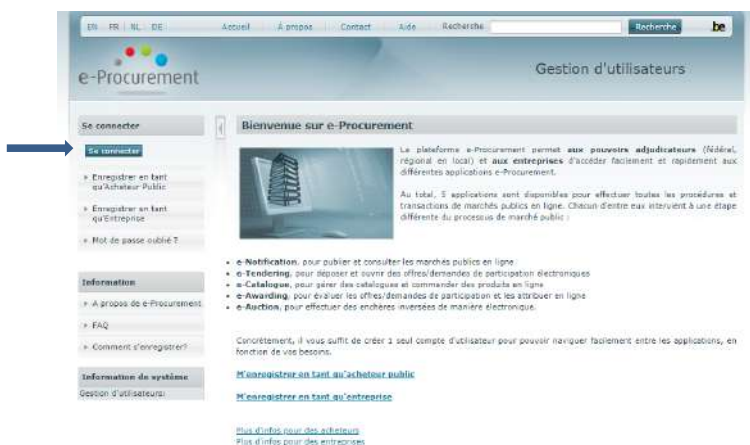 EN FR NL DE Accueil A propos Contact Aide Recherche Recherche .be
e-Procurement
Gestion d'utilisateurs
Se connecter
Se connecter
» Enregistrer en tant
qu'Acheteur Public
» Enregistrer en tant
qu'Entreprise
» Mot de passe oublié ?
Information
» A propos de e-Procurement
» FAQ
» Comment s'enregistrer?
Information de système
Gestion d'utilisateurs:
Bienvenue sur e-Procurement
La plateforme e-Procurement permet aux pouvoirs adjudicateurs (fédéral,
régional en local) et aux entreprises d'accéder facilement et rapidement aux
différentes applications e-Procurement.
Au total, 5 applications sont disponibles pour effectuer toutes les procédures et
transactions de marchés publics en ligne. Chacun d'entre eux intervient à une étape
différente du processus de marché public :
• e-Notification, pour publier et consulter les marchés publics en ligne
• e-Tendering, pour déposer et ouvrir des offres/demandes de participation électroniques
• e-Catalogue, pour gérer des catalogues et commander des produits en ligne
• e-Awarding, pour évaluer les offres/demandes de participation et les attribuer en ligne
• e-Auction, pour effectuer des enchères inversées de manière électronique.
Concrètement, il vous suffit de créer 1 seul compte d'utilisateur pour pouvoir naviguer facilement entre les applications, en
fonction de vos besoins.
M'enregistrer en tant qu'acheteur public
M'enregistrer en tant qu'entreprise
Plus d'infos pour des acheteurs
Plus d'infos pour des entreprises